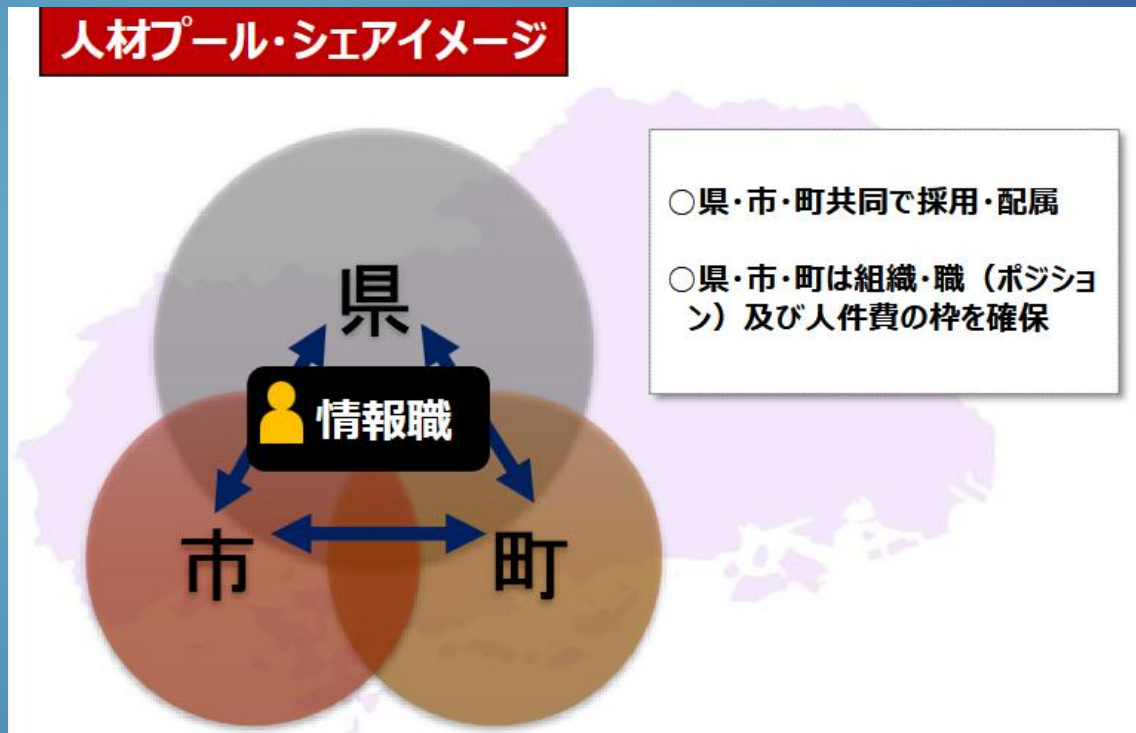 人材プール・シェアイメージ
○県・市・町共同で採用・配属
○県・市・町は組織・職（ポジショ
ン）及び人件費の枠を確保
県
情報職
市
町